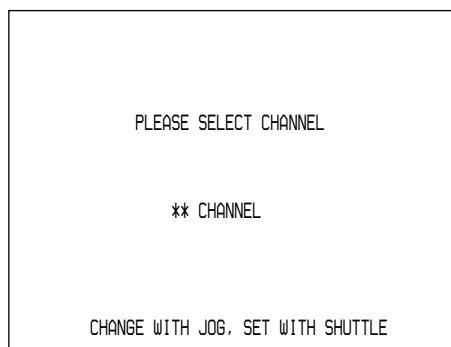 PLEASE SELECT CHANNEL
** CHANNEL
CHANGE WITH JOG, SET WITH SHUTTLE